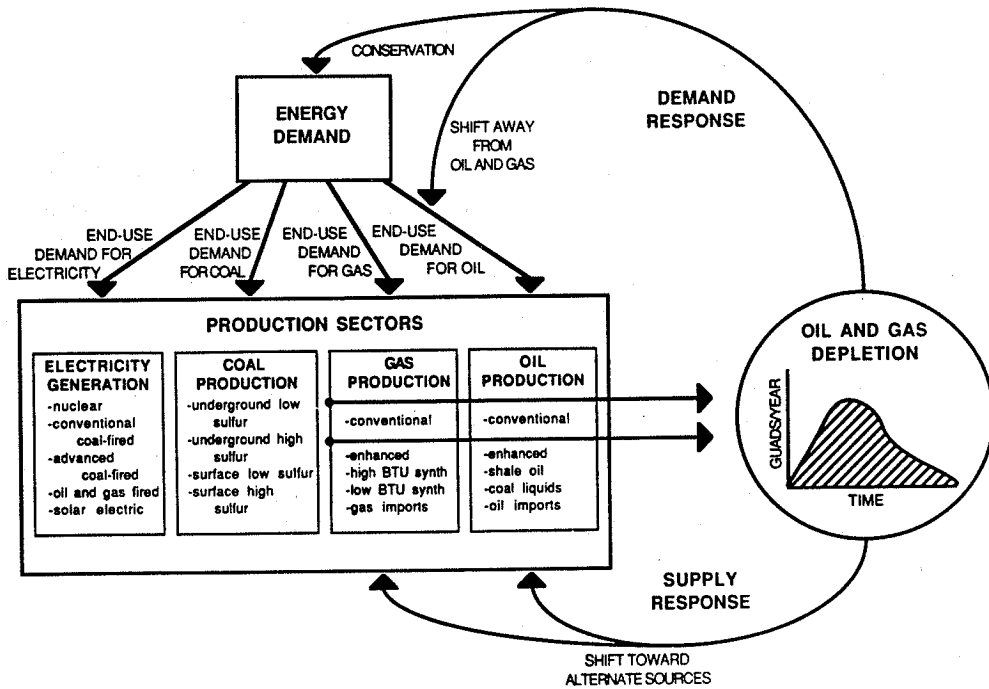 CONSERVATION
ENERGY
DEMAND
DEMAND
RESPONSE
SHIFT AWAY
FROM
OIL AND GAS
END-USE
DEMAND FOR
ELECTRICITY
END-USE
DEMAND
FOR COAL
END-USE
DEMAND
FOR GAS
END-USE
DEMAND
FOR OIL
PRODUCTION SECTORS
ELECTRICITY
GENERATION
-nuclear
-conventional
coal-fired
-advanced
coal-fired
-oil and gas fired
-solar electric
COAL
PRODUCTION
-underground low
sulfur
-underground high
sulfur
-surface low sulfur
-surface high
sulfur
GAS
PRODUCTION
-conventional
-enhanced
-high BTU synth
-low BTU synth
-gas imports
OIL
PRODUCTION
-conventional
-enhanced
-shale oil
-coal liquids
-oil imports
OIL AND GAS
DEPLETION
GUADS/YEAR
TIME
SUPPLY
RESPONSE
SHIFT TOWARD
ALTERNATE SOURCES